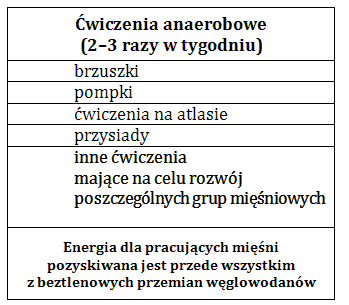 Ćwiczenia anaerobowe
(2–3 razy w tygodniu)
brzuszki
pompki
ćwiczenia na atlasie
przysiady
inne ćwiczenia
mające na celu rozwój
poszczególnych grup mięśniowych
Energia dla pracujących mięśni
pozyskiwana jest przede wszystkim
z beztlenowych przemian węglowodanów